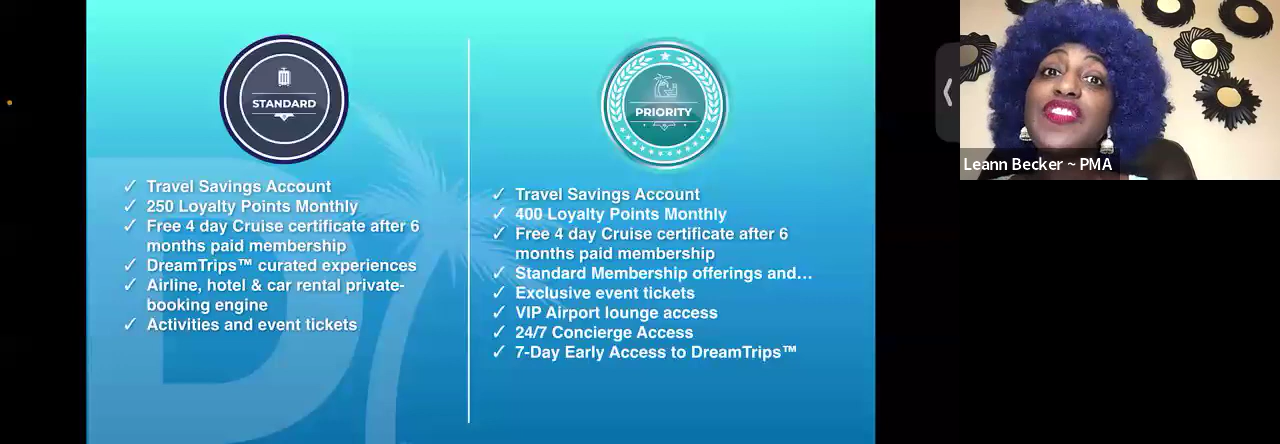 STANDARD
✓ Travel Savings Account
✓ 250 Loyalty Points Monthly
✓ Free 4 day Cruise certificate after 6
months paid membership
✓ DreamTrips™ curated experiences
✓ Airline, hotel & car rental private-
booking engine
✓ Activities and event tickets
PRIORITY
✓ Travel Savings Account
✓ 400 Loyalty Points Monthly
✓ Free 4 day Cruise certificate after 6
months paid membership
✓ Standard Membership offerings and...
✓ Exclusive event tickets
✓ VIP Airport lounge access
✓ 24/7 Concierge Access
✓ 7-Day Early Access to DreamTrips™
Leann Becker ~ PMA